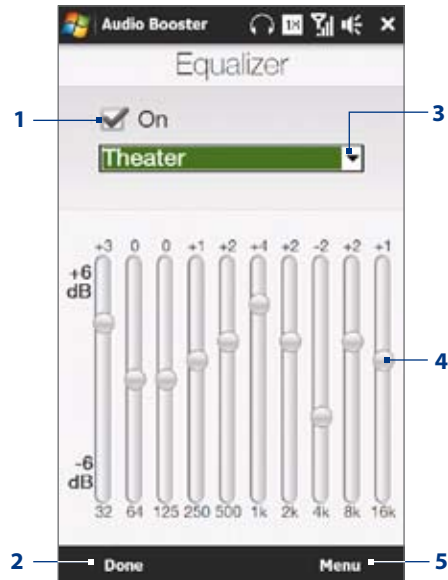 Audio Booster 1X
Equalizer
1 On
Theater 3
+3 0 0 +1 +2 +4 +2 -2 +2 +1
+6
dB
4
-6
dB
32 64 125 250 500 1k 2k 4k 8k 16k
2 Done Menu 5